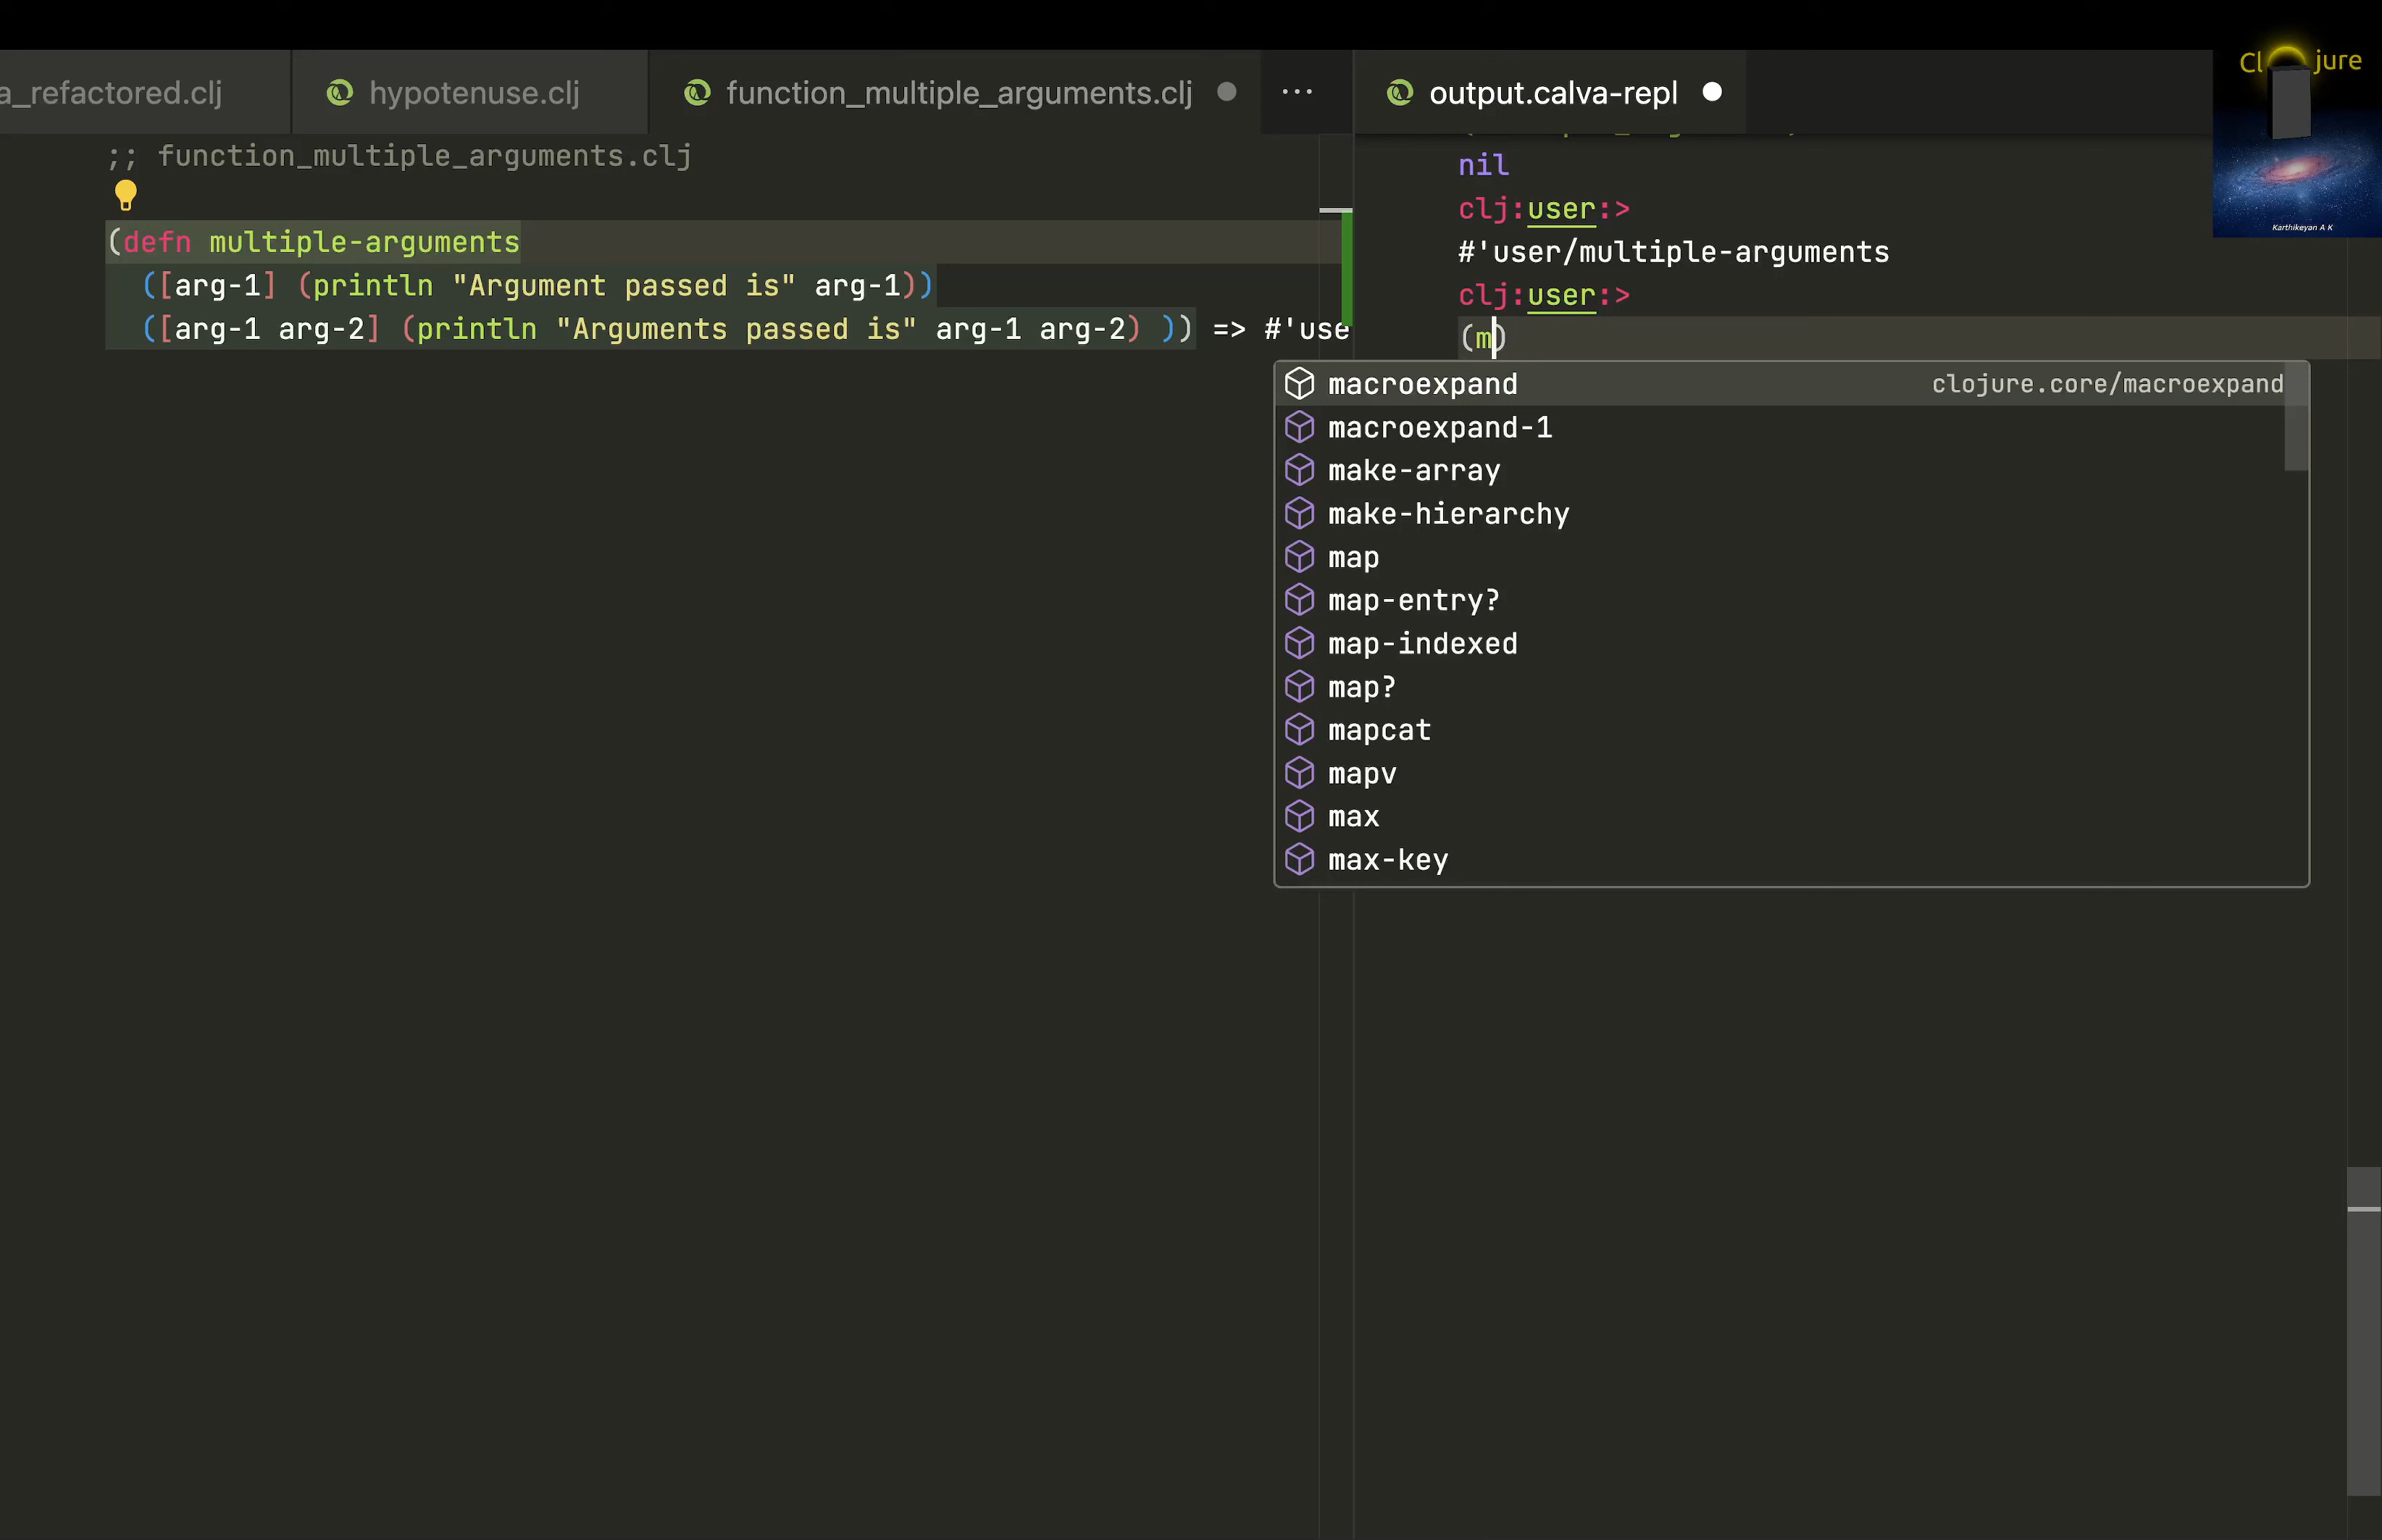 a_refactored.clj
hypotenuse.clj
function_multiple_arguments.clj
...
;; function_multiple_arguments.clj
(defn multiple-arguments
([arg-1] (println "Argument passed is" arg-1))
([arg-1 arg-2] (println "Arguments passed is" arg-1 arg-2) )) => #'use
output.calva-repl
nil
clj:user:>
#'user/multiple-arguments
clj:user:>
(m)
macroexpand clojure.core/macroexpand
macroexpand-1
make-array
make-hierarchy
map
map-entry?
map-indexed
map?
mapcat
mapv
max
max-key
Cl jure
Karthikeyan A K